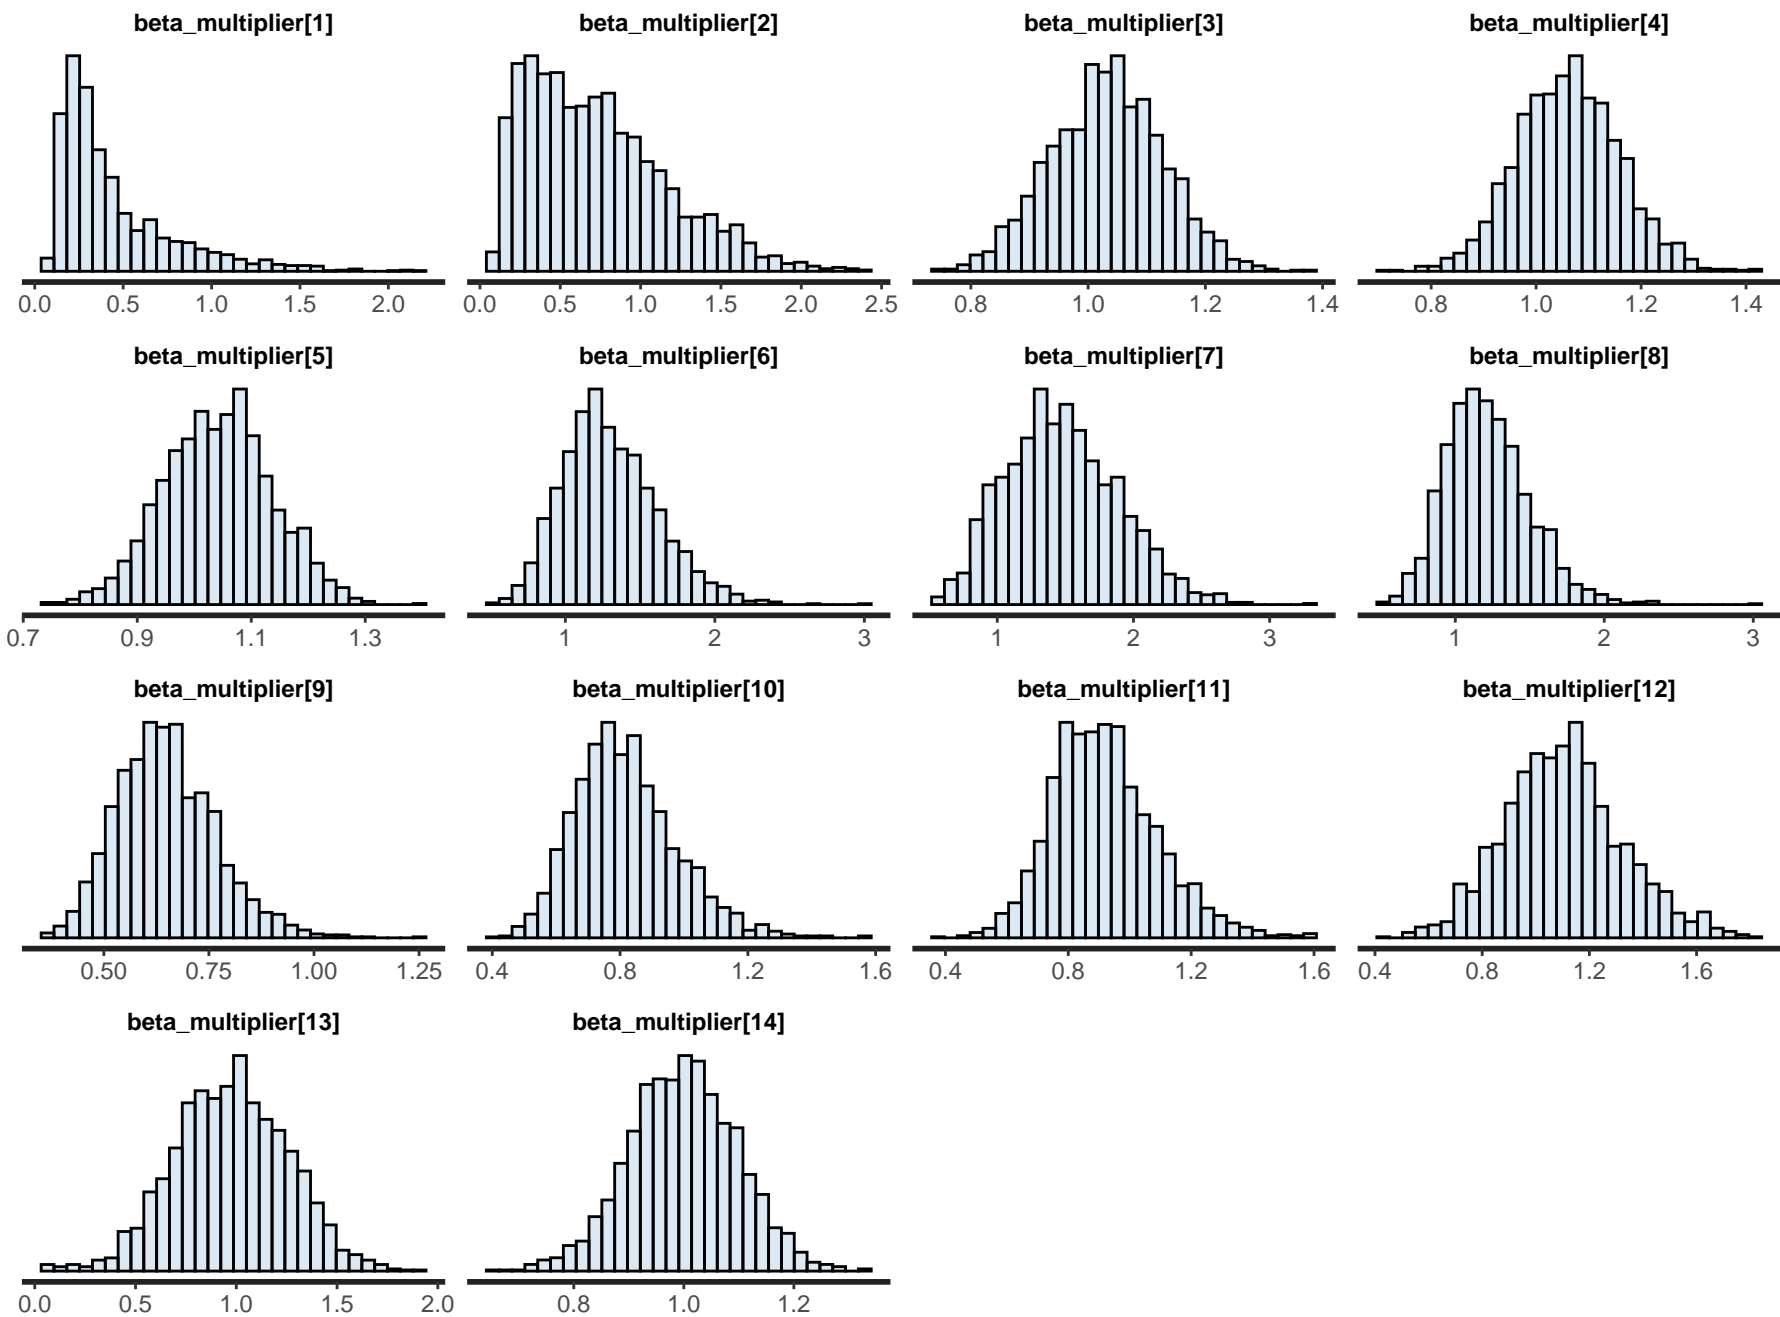 beta_multiplier[1] beta_multiplier[2] beta_multiplier[3] beta_multiplier[4]
0.0 0.5 1.0 1.5 2.0 0.0 0.5 1.0 1.5 2.0 2.5 0.8 1.0 1.2 1.4 0.8 1.0 1.2 1.4
beta_multiplier[5] beta_multiplier[6] beta_multiplier[7] beta_multiplier[8]
0.7 0.9 1.1 1.3 1 2 3 1 2 3 1 2 3
beta_multiplier[9] beta_multiplier[10] beta_multiplier[11] beta_multiplier[12]
0.50 0.75 1.00 1.25 0.4 0.8 1.2 1.6 0.4 0.8 1.2 1.6 0.4 0.8 1.2 1.6
beta_multiplier[13] beta_multiplier[14]
0.0 0.5 1.0 1.5 2.0 0.8 1.0 1.2